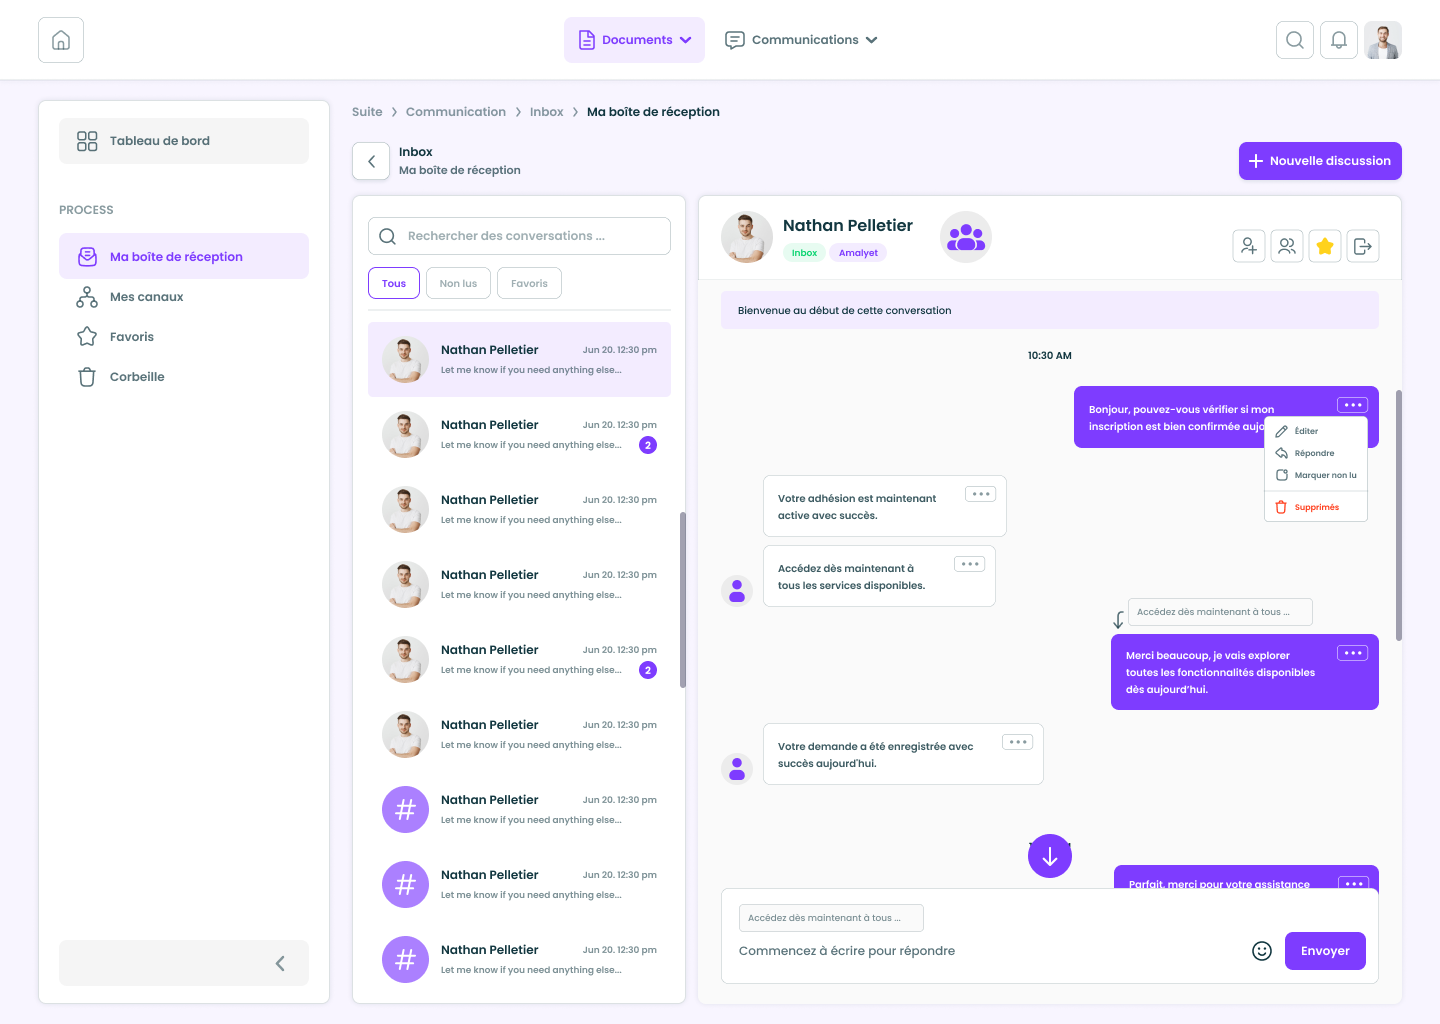 Documents
Communications
Tableau de bord
PROCESS
Ma boîte de réception
Mes canaux
Favoris
Corbeille
Suite > Communication > Inbox > Ma boîte de réception
Inbox
Ma boîte de réception
+ Nouvelle discussion
Rechercher des conversations ...
Tous
Non lus
Favoris
Nathan Pelletier Jun 20. 12:30 pm
Let me know if you need anything else...
Nathan Pelletier Jun 20. 12:30 pm
Let me know if you need anything else... 2
Nathan Pelletier Jun 20. 12:30 pm
Let me know if you need anything else...
Nathan Pelletier Jun 20. 12:30 pm
Let me know if you need anything else...
Nathan Pelletier Jun 20. 12:30 pm
Let me know if you need anything else... 2
Nathan Pelletier Jun 20. 12:30 pm
Let me know if you need anything else...
# Nathan Pelletier Jun 20. 12:30 pm
Let me know if you need anything else...
# Nathan Pelletier Jun 20. 12:30 pm
Let me know if you need anything else...
# Nathan Pelletier Jun 20. 12:30 pm
Let me know if you need anything else...
Nathan Pelletier
Inbox Amalyet
Bienvenue au début de cette conversation
10:30 AM
Bonjour, pouvez-vous vérifier si mon
inscription est bien confirmée
Éditer
Répondre
Marquer non lu
Supprimés
Votre adhésion est maintenant
active avec succès.
Accédez dès maintenant à
tous les services disponibles.
Accédez dès maintenant à tous ...
Merci beaucoup, je vais explorer
toutes les fonctionnalités disponibles
dès aujourd'hui.
Votre demande a été enregistrée avec
succès aujourd'hui.
Parfait, merci pour votre assistance
Accédez dès maintenant à tous ...
Commencez à écrire pour répondre
Envoyer